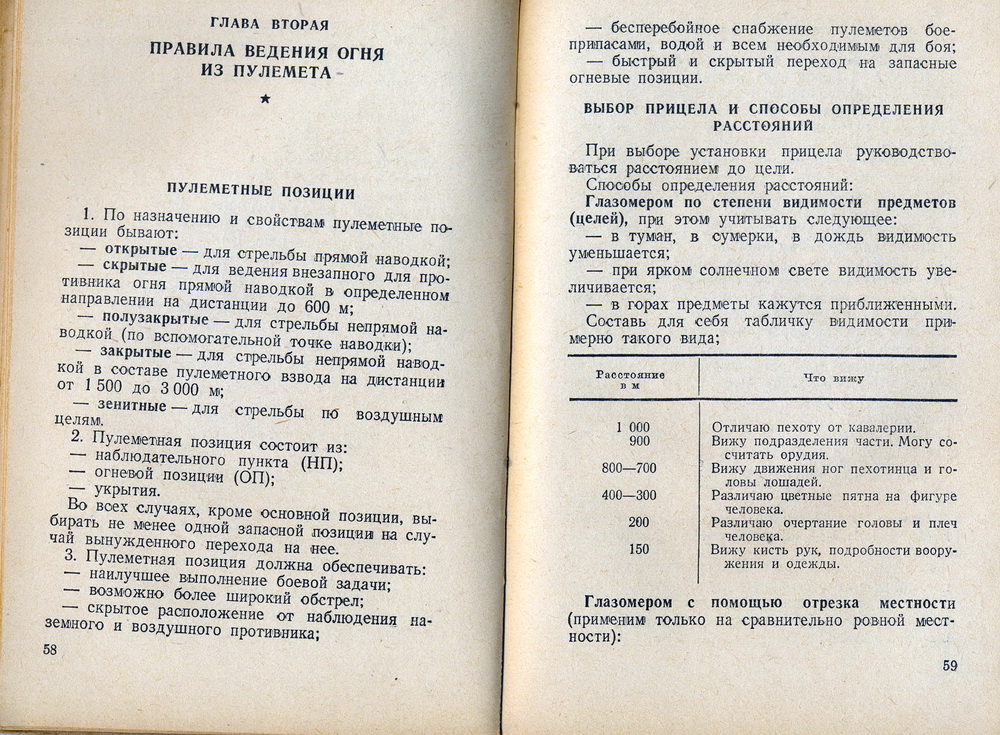 ГЛАВА ВТОРАЯ
ПРАВИЛА ВЕДЕНИЯ ОГНЯ
ИЗ ПУЛЕМЕТА
★
ПУЛЕМЕТНЫЕ ПОЗИЦИИ
1. По назначению и свойствам пулеметные по-
зиции бывают:
— открытые — для стрельбы прямой наводкой;
— скрытые — для ведения внезапного для про-
тивника огня прямой наводкой в определенном
направлении на дистанции до 600 м;
— полузакрытые — для стрельбы непрямой на-
водкой (по вспомогательной точке наводки);
— закрытые — для стрельбы непрямой навод-
кой в составе пулеметного взвода на дистанции
от 1 500 до 3 000 м;
— зенитные — для стрельбы по воздушным
целям.
2. Пулеметная позиция состоит из:
— наблюдательного пункта (НП);
— огневой позиции (ОП);
— укрытия.
Во всех случаях, кроме основной позиции, вы-
бирать не менее одной запасной позиции на слу-
чай вынужденного перехода на нее.
3. Пулеметная позиция должна обеспечивать:
— наилучшее выполнение боевой задачи;
— возможно более широкий обстрел;
— скрытое расположение от наблюдения на-
земного и воздушного противника;
58
— бесперебойное снабжение пулеметов бое-
припасами, водой и всем необходимым для боя;
— быстрый и скрытый переход на запасные
огневые позиции.
ВЫБОР ПРИЦЕЛА И СПОСОБЫ ОПРЕДЕЛЕНИЯ
РАССТОЯНИЙ
При выборе установки прицела руководство-
ваться расстоянием до цели.
Способы определения расстояний:
Глазомером по степени видимости предметов
(целей), при этом учитывать следующее:
— в туман, в сумерки, в дождь видимость
уменьшается;
— при ярком солнечном свете видимость уве-
личивается;
— в горах предметы кажутся приближенными.
Составь для себя табличку видимости при-
мерно такого вида;
Расстояние
в м
Что вижу
1 000 Отличаю пехоту от кавалерии.
900 Вижу подразделения части. Могу со-
считать орудия.
800—700 Вижу движения ног пехотинца и го-
ловы лошадей.
400—300 Различаю цветные пятна на фигуре
человека.
200 Различаю очертание головы и плеч
человека.
150 Вижу кисть рук, подробности воору-
жения и одежды.
Глазомером с помощью отрезка местности
(применим только на сравнительно ровной мест-
ности):
59